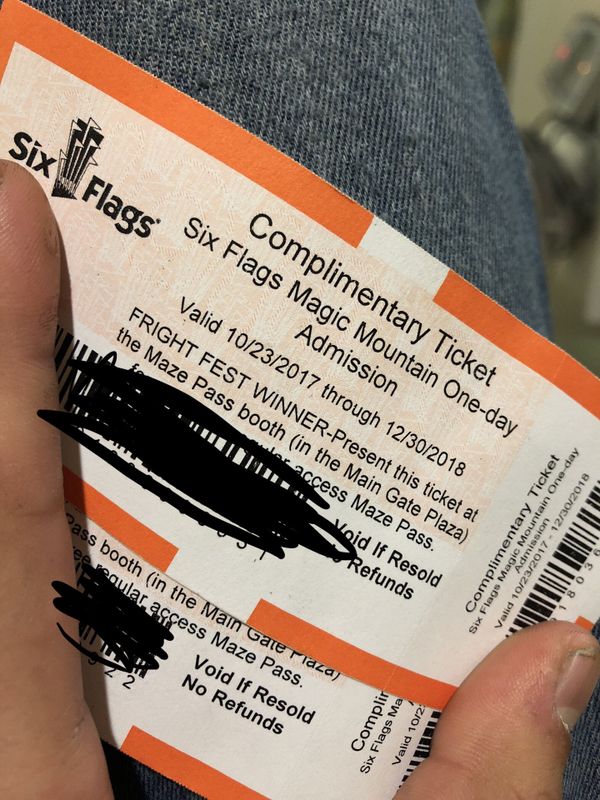 Six Flags
Complimentary Ticket
Six Flags Magic Mountain One-day
Admission
Valid 10/23/2017 through 12/30/2018
FRIGHT FEST WINNER-Present this ticket at
the Maze Pass booth (in the Main Gate Plaza)
access Maze Pass.
Void If Resold
Refunds
Complimentary Ticket
Six Flags Magic Mountain One-day
Admission
Valid 10/23/2017 - 12/30/2018
18036
Pass booth (in the Main Gate Plaza)
regular access Maze Pass.
Void If Resold
No Refunds
22
Complim
Six Flags Ma
Valid 10/2